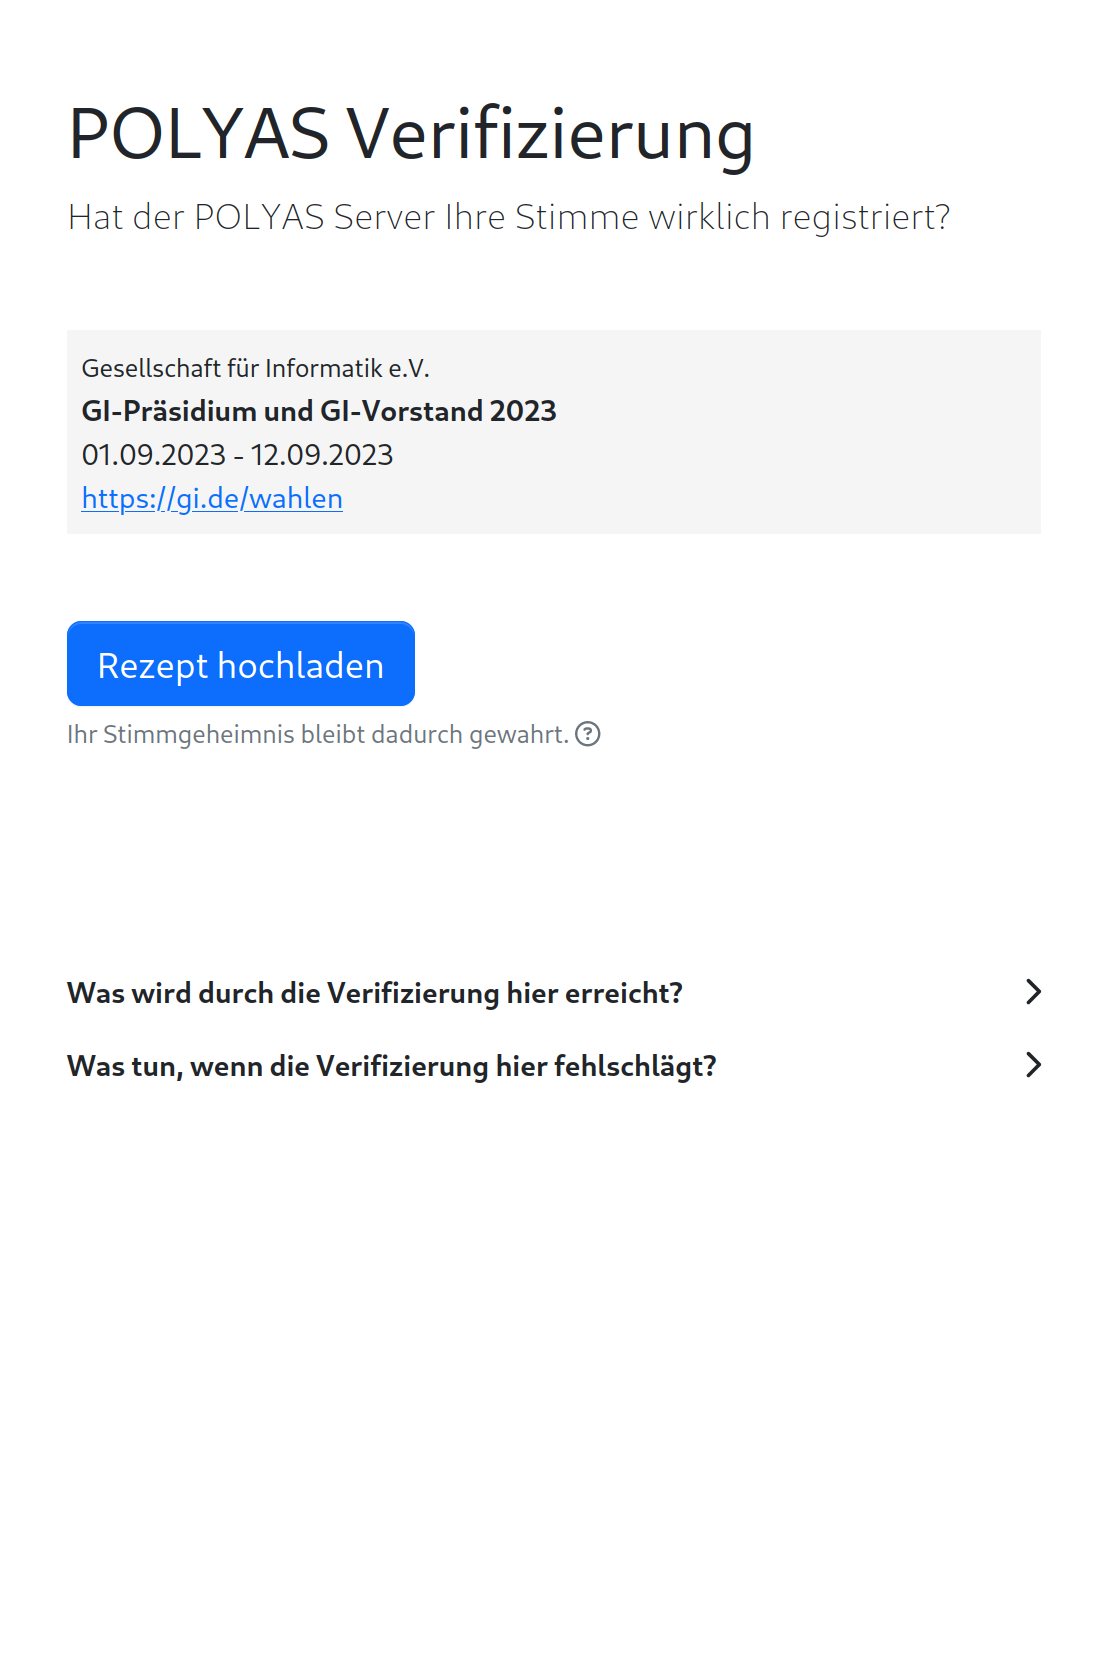 POLYAS Verifizierung
Hat der POLYAS Server Ihre Stimme wirklich registriert?
Gesellschaft für Informatik e.V.
GI-Präsidium und GI-Vorstand 2023
01.09.2023 - 12.09.2023
https://gi.de/wahlen
Rezept hochladen
Ihr Stimmgeheimnis bleibt dadurch gewahrt.
Was wird durch die Verifizierung hier erreicht?
Was tun, wenn die Verifizierung hier fehlschlägt?